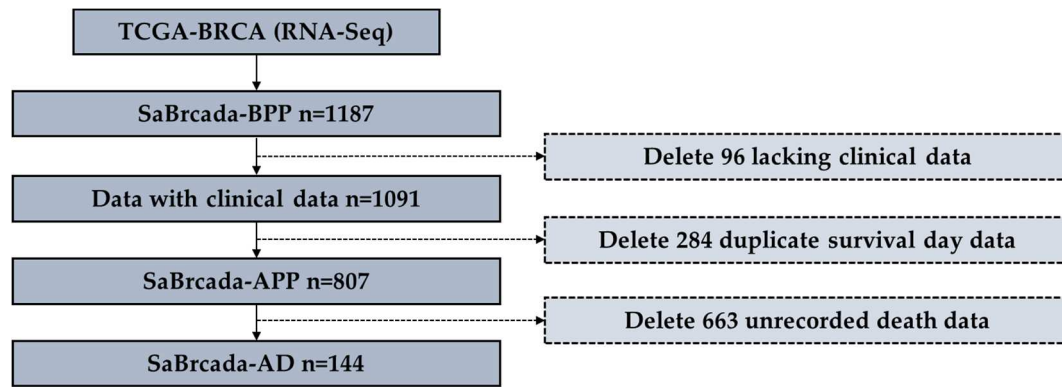 TCGA-BRCA (RNA-Seq)
SaBrcada-BPP n=1187
Delete 96 lacking clinical data
Data with clinical data n=1091
Delete 284 duplicate survival day data
SaBrcada-APP n=807
Delete 663 unrecorded death data
SaBrcada-AD n=144